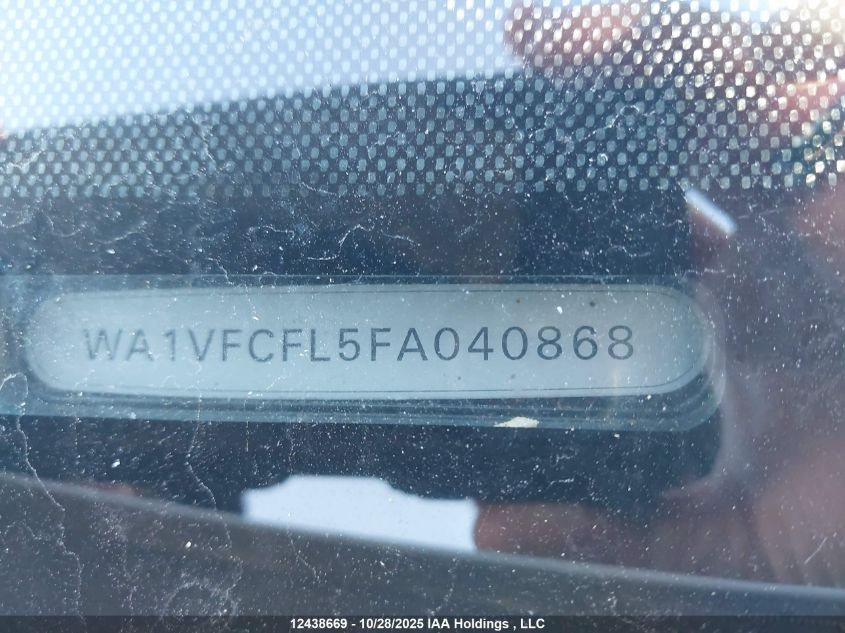 WA1VFCFL5FA040868
12438669 - 10/28/2025 IAA Holdings , LLC